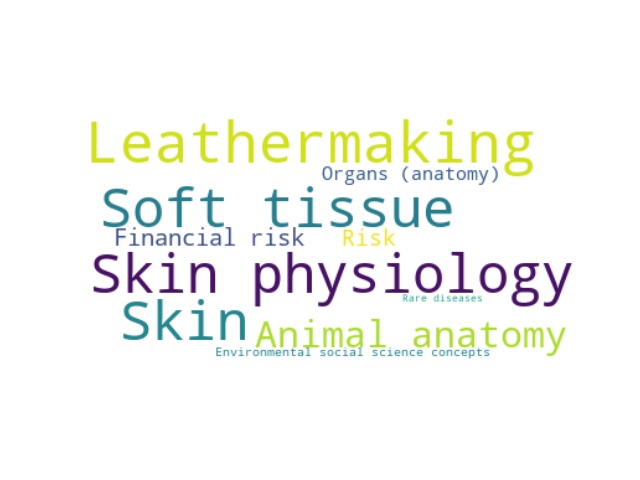 Leathermaking
Organs (anatomy)
Soft tissue
Financial risk
Risk
Skin physiology
Rare diseases
Skin
Animal anatomy
Environmental social science concepts